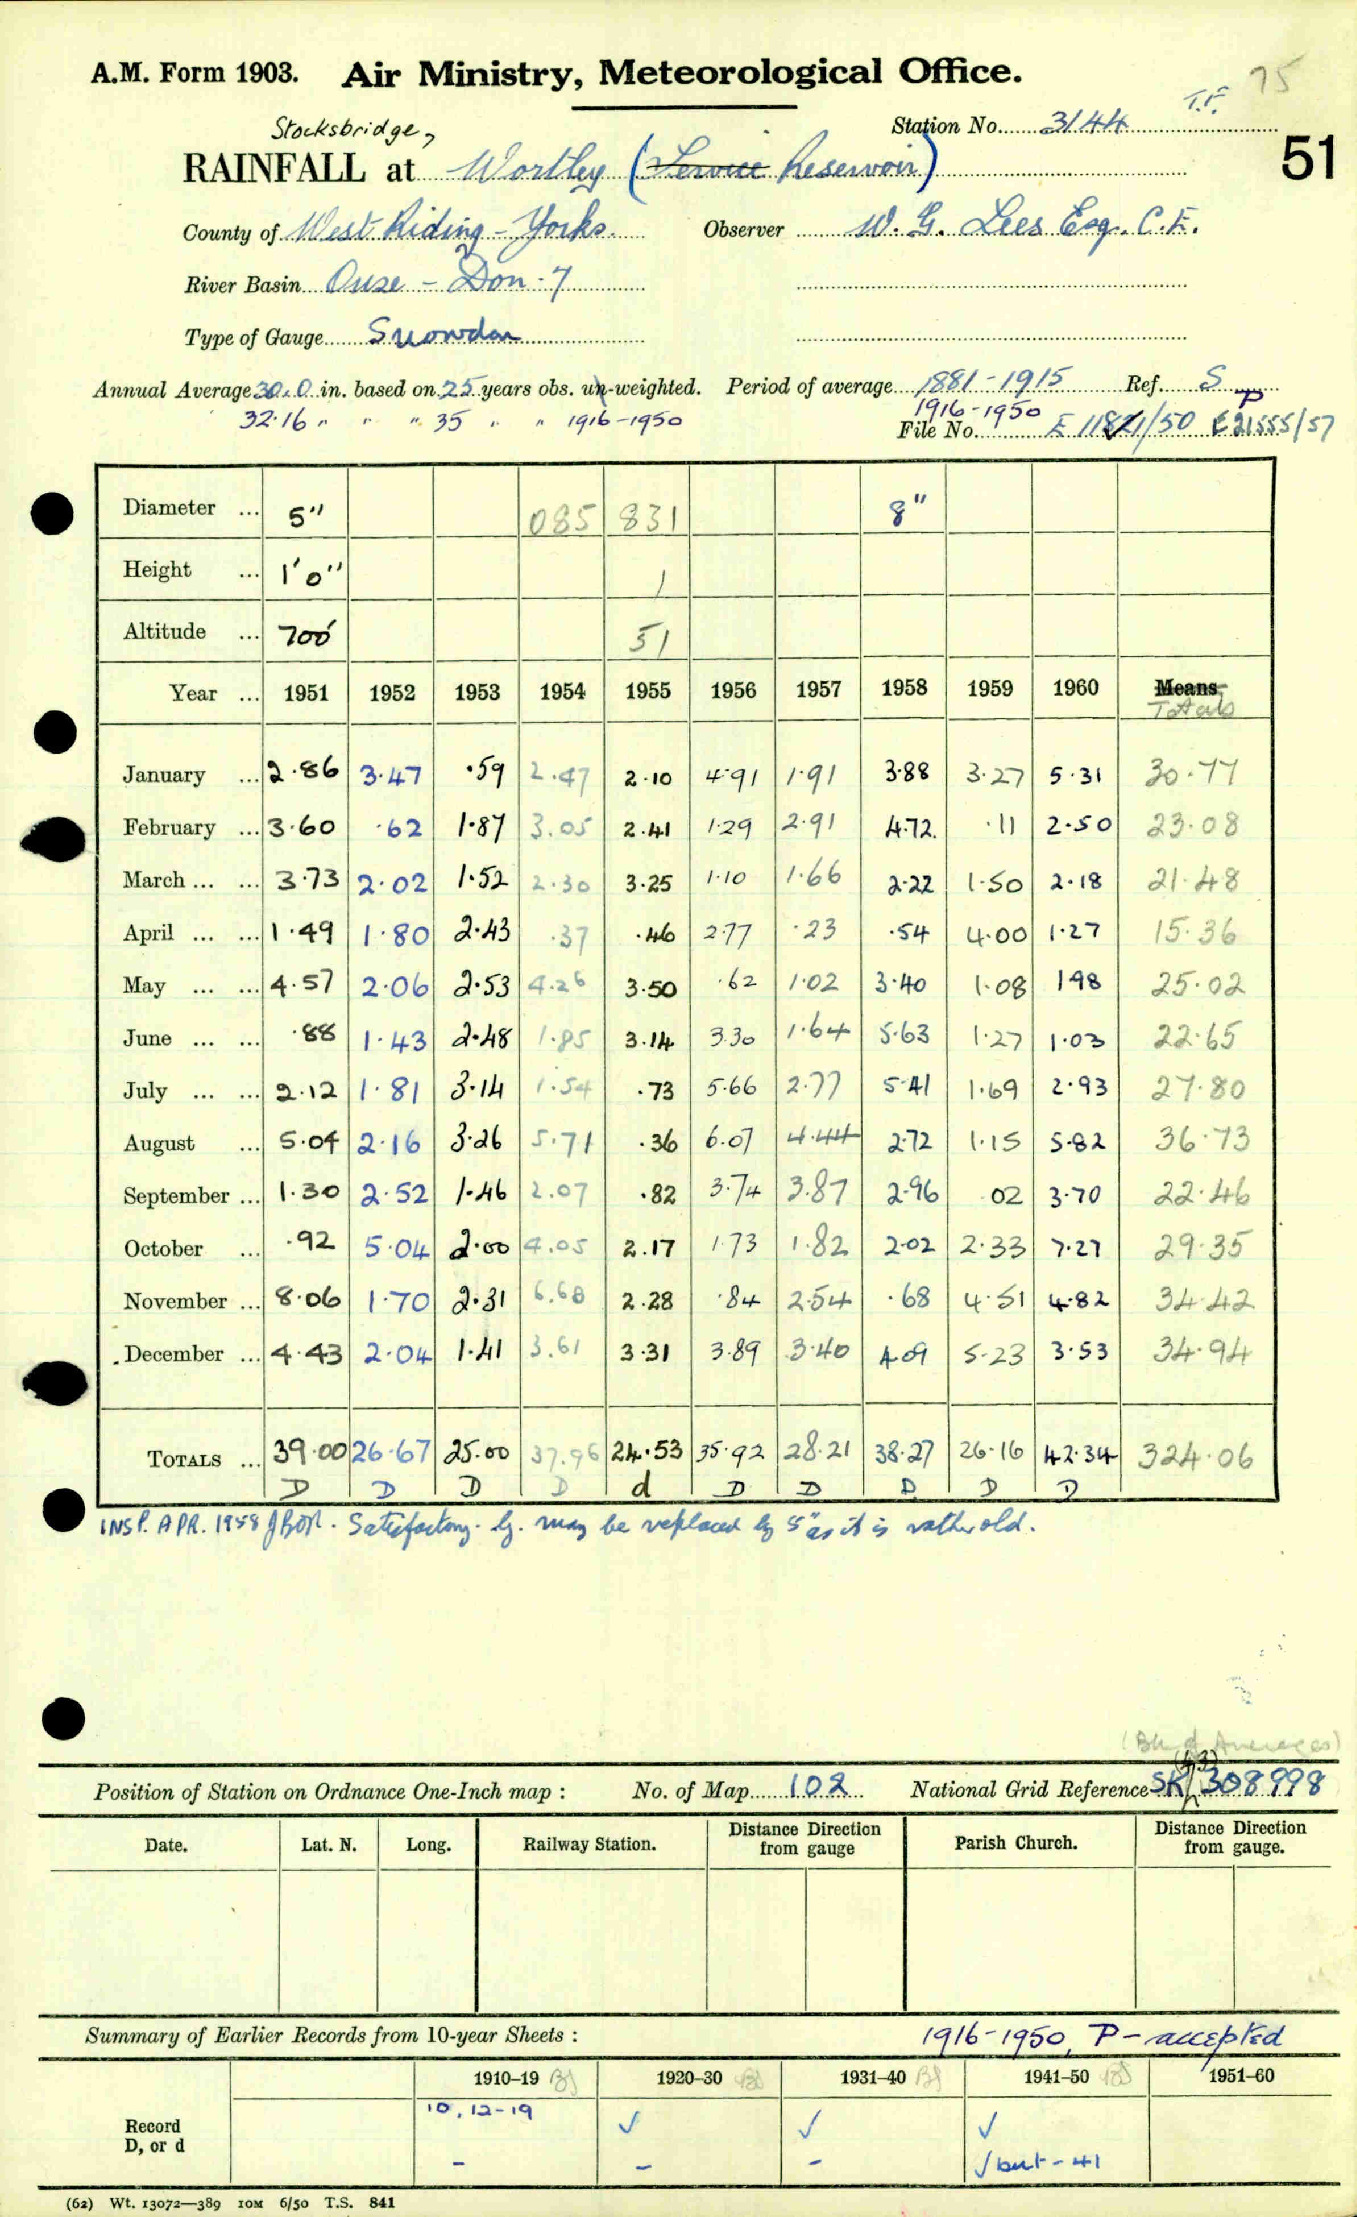 75
A.M. Form 1903. Air Ministry, Meteorological Office.
T.F.
Stocksbridge, Station No. 3144
RAINFALL at Wortley (Service Reservoir) 51
County of West Riding - Yorks. Observer W. G. Lees Esq. C.E.
River Basin Ouse - Don - 7
Type of Gauge Snowdon
Annual Average 30.0 in. based on 25 years obs. un-weighted. Period of average 1881-1915 Ref. S
32.16 " " " 35 " " 1916-1950 1916-1950 P
File No. E 11821/50 E21555/57
Diameter ... 5" 085 831 8"
Height ... 1'0" 1
Altitude ... 700' 51
Year ... 1951 1952 1953 1954 1955 1956 1957 1958 1959 1960 Means
Totals
January ... 2.86 3.47 .59 2.47 2.10 4.91 1.91 3.88 3.27 5.31 30.77
February ... 3.60 .62 1.87 3.05 2.41 1.29 2.91 4.72 .11 2.50 23.08
March ... ... 3.73 2.02 1.52 2.30 3.25 1.10 1.66 2.22 1.50 2.18 21.48
April ... ... 1.49 1.80 2.43 .37 .46 2.77 .23 .54 4.00 1.27 15.36
May ... ... 4.57 2.06 2.53 4.26 3.50 .62 1.02 3.40 1.08 1.98 25.02
June ... ... .88 1.43 2.48 1.85 3.14 3.30 1.64 5.63 1.27 1.03 22.65
July ... ... 2.12 1.81 3.14 1.54 .73 5.66 2.77 5.41 1.69 2.93 27.80
August ... 5.04 2.16 3.26 5.71 .36 6.07 4.44 2.72 1.15 5.82 36.73
September ... 1.30 2.52 1.46 2.07 .82 3.74 3.87 2.96 .02 3.70 22.46
October ... .92 5.04 2.00 4.05 2.17 1.73 1.82 2.02 2.33 7.27 29.35
November ... 8.06 1.70 2.31 6.68 2.28 .84 2.54 .68 4.51 4.82 34.42
December ... 4.43 2.04 1.41 3.61 3.31 3.89 3.40 4.09 5.23 3.53 34.94
TOTALS ... 39.00 26.67 25.00 37.96 24.53 35.92 28.21 38.27 26.16 42.34 324.06
D D D D d D D D D D
INSP. APR. 1958 Satisfactory. may be replaced by 5" as it is rather old.
(Bk of Averages)
(43)
Position of Station on Ordnance One-Inch map : No. of Map 102 National Grid Reference SK 308998
Date. Lat. N. Long. Railway Station. Distance from Direction gauge Parish Church. Distance from Direction gauge.
Summary of Earlier Records from 10-year Sheets : 1916-1950, P - accepted
1910–19 1920–30 1931–40 1941–50 1951–60
Record 10, 12-19 ✓ ✓ ✓
D, or d - - - ✓ but - 41
(62) Wt. 13072—389 10M 6/50 T.S. 841